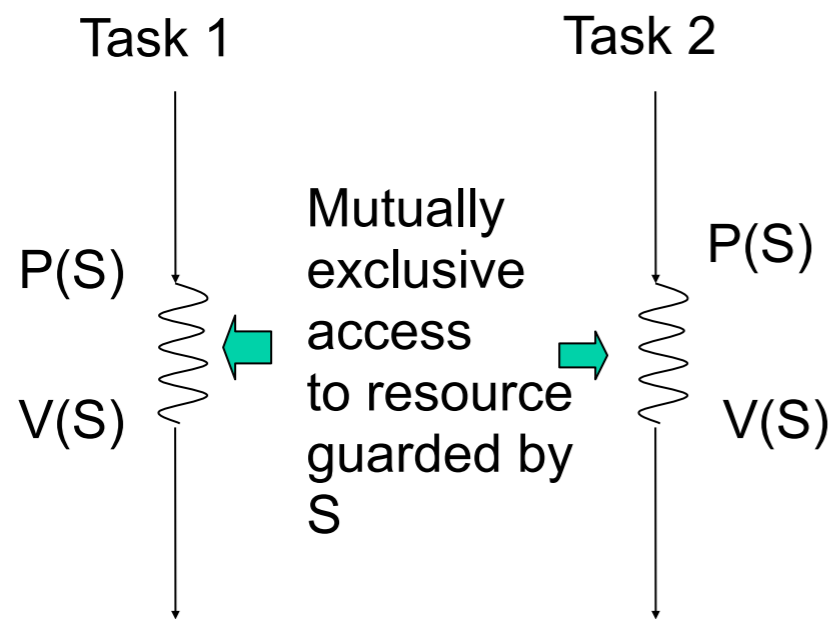 Task 1
Task 2
P(S)
V(S)
Mutually
exclusive
access
to resource
guarded by
S
P(S)
V(S)